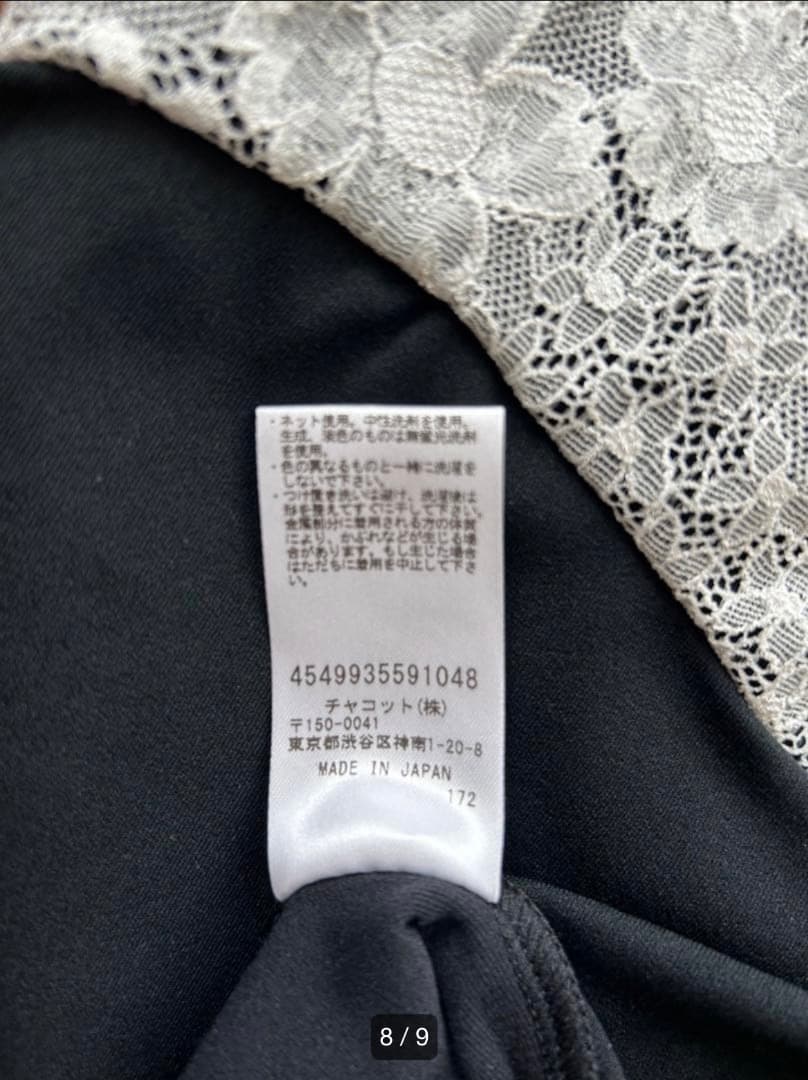 ・ネット使用。中性洗剤を使用。
生成、淡色のものは無蛍光洗剤
を使用。
・色の異なるものと一緒に洗濯を
しないで下さい。
・つけ置き洗いは避け、洗濯後は
形を整えてすぐに干して下さい。
金属部分に着用される方の体質
により、かぶれなどが生じる場
合があります。もし生じた場合
はただちに着用を中止して下さ
い。
4549935591048
チャコット(株)
〒150-0041
東京都渋谷区神南1-20-8
MADE IN JAPAN
172
8 / 9